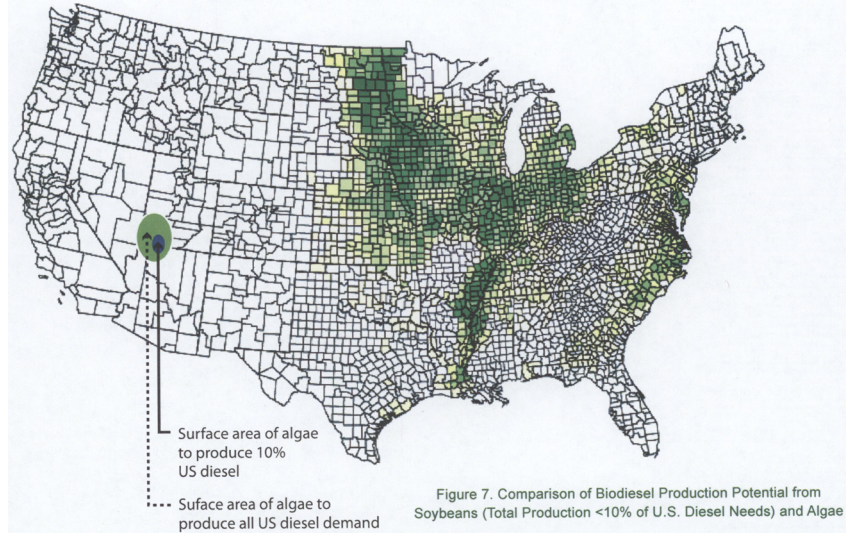 Surface area of algae
to produce 10%
US diesel
Suface area of algae to
produce all US diesel demand
Figure 7. Comparison of Biodiesel Production Potential from
Soybeans (Total Production <10% of U.S. Diesel Needs) and Algae